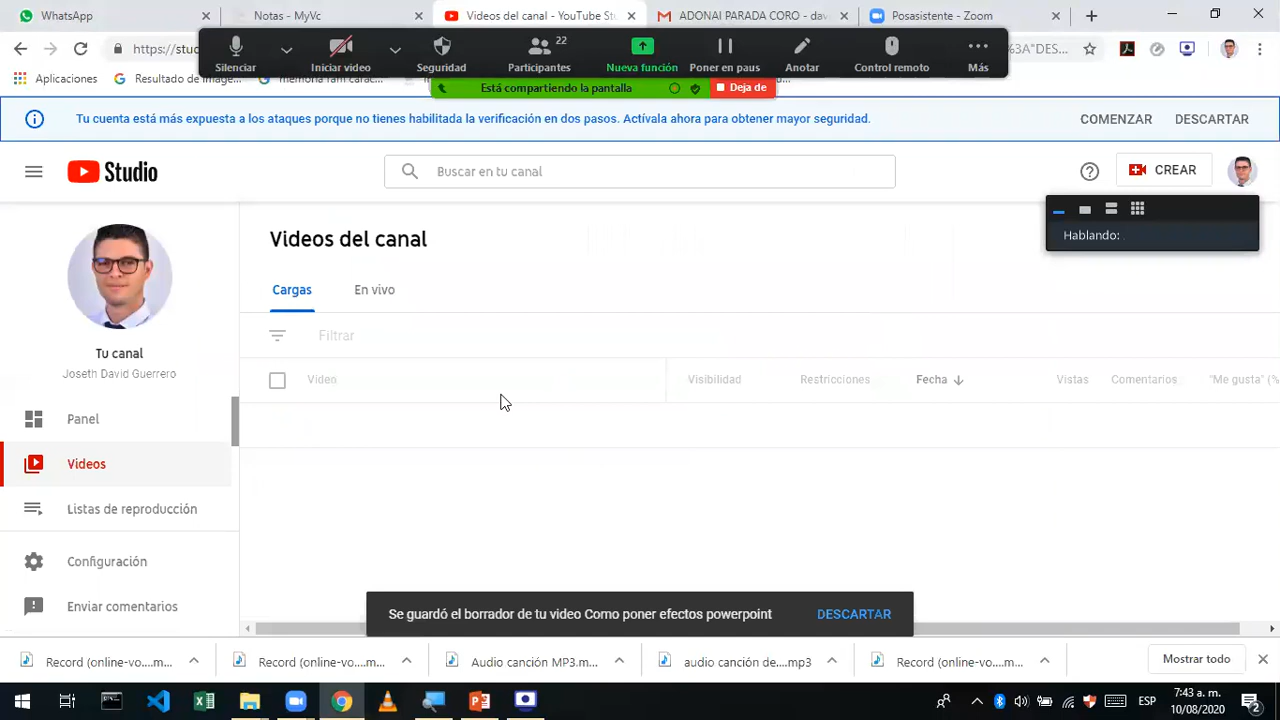 WhatsApp
Notas - MyVc
Videos del canal - YouTube St
ADONAI PARADA CORO - dav
Posasistente - Zoom
https://stud
%3A"DES...
Silenciar
Iniciar video
Seguridad
Participantes
22
Nueva función
Poner en paus
Anotar
Control remoto
Más
Está compartiendo la pantalla
Deja de
Aplicaciones
Resultado de image...
Tu cuenta está más expuesta a los ataques porque no tienes habilitada la verificación en dos pasos. Actívala ahora para obtener mayor seguridad.
COMENZAR
DESCARTAR
Studio
Buscar en tu canal
CREAR
Hablando:
Videos del canal
Cargas
En vivo
Filtrar
Tu canal
Joseth David Guerrero
Video
Visibilidad
Restricciones
Fecha
Vistas
Comentarios
"Me gusta" (%
Panel
Videos
Listas de reproducción
Configuración
Enviar comentarios
Se guardó el borrador de tu video Como poner efectos powerpoint
DESCARTAR
Record (online-vo....m...
Record (online-vo....m...
Audio canción MP3.m...
audio canción de....mp3
Record (online-vo....m...
Mostrar todo
ESP
7:43 a. m.
10/08/2020
2